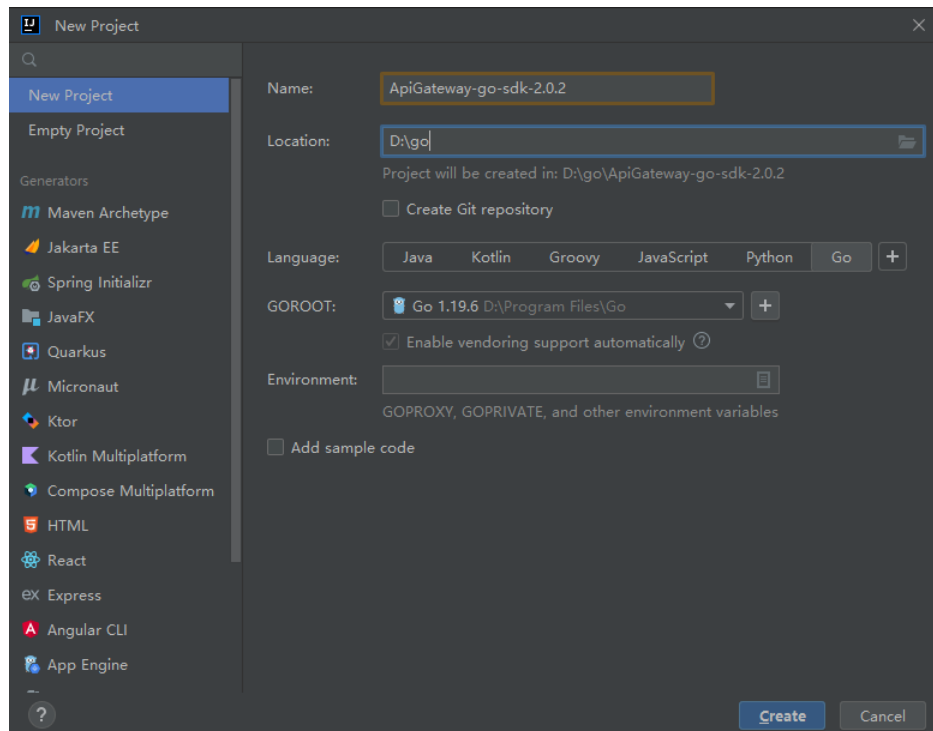 New Project
New Project
Empty Project
Generators
Maven Archetype
Jakarta EE
Spring Initializr
JavaFX
Quarkus
Micronaut
Ktor
Kotlin Multiplatform
Compose Multiplatform
HTML
React
Express
Angular CLI
App Engine
Name: ApiGateway-go-sdk-2.0.2
Location: D:\go
Project will be created in: D:\go\ApiGateway-go-sdk-2.0.2
Create Git repository
Language: Java Kotlin Groovy JavaScript Python Go +
GOROOT: Go 1.19.6 D:\Program Files\Go +
Enable vendoring support automatically ?
Environment:
GOPROXY, GOPRIVATE, and other environment variables
Add sample code
? Create Cancel